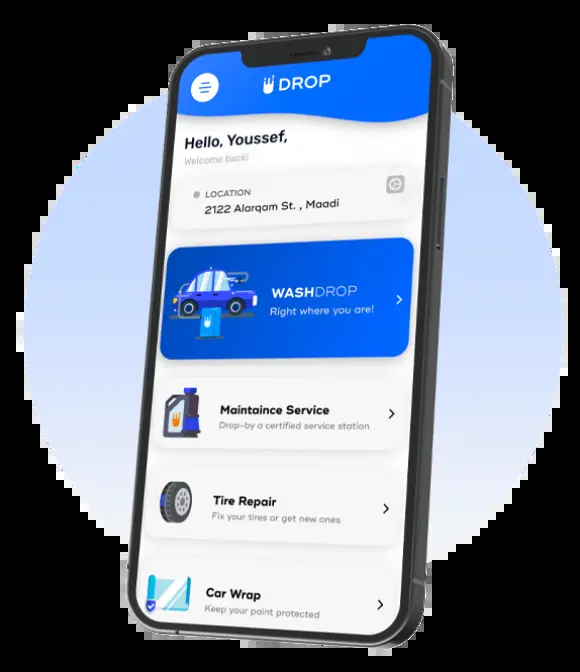 DROP
Hello, Youssef,
Welcome back!
LOCATION
2122 Alarqam St. , Maadi
WASHDROP
Right where you are!
Maintaince Service
Drop-by a certified service station
Tire Repair
Fix your tires or get new ones
Car Wrap
Keep your paint protected